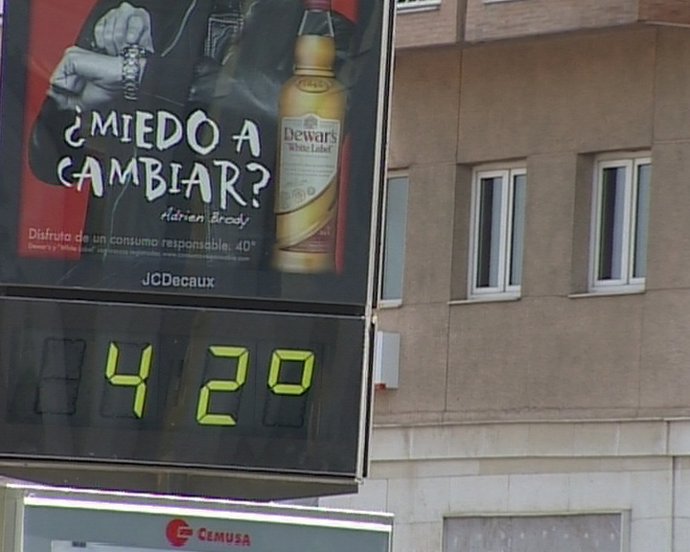 Dewar's
"White Label"
¿MIEDO A
CAMBIAR?
Adrien Brody
Disfruta de un consumo responsable. 40°
JCDecaux
42°
CEMUSA